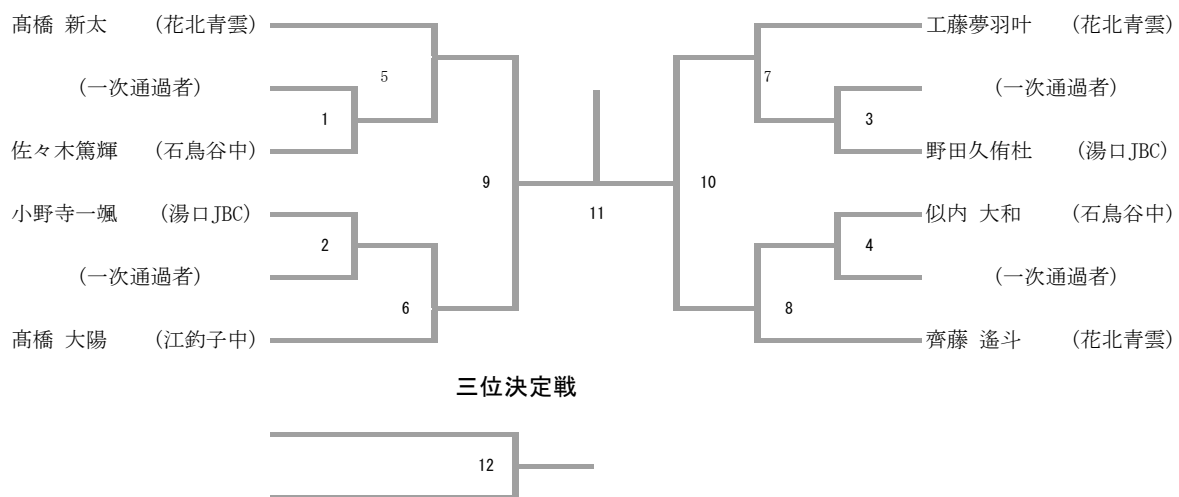 髙橋 新太 (花北青雲) 工藤夢羽叶 (花北青雲)
5 7
(一次通過者) (一次通過者)
1 3
佐々木篤輝 (石鳥谷中) 野田久侑杜 (湯口JBC)
9 10
小野寺一颯 (湯口JBC) 11 似内 大和 (石鳥谷中)
2 4
(一次通過者) (一次通過者)
6 8
髙橋 大陽 (江釣子中) 齊藤 遙斗 (花北青雲)
三位決定戦
12